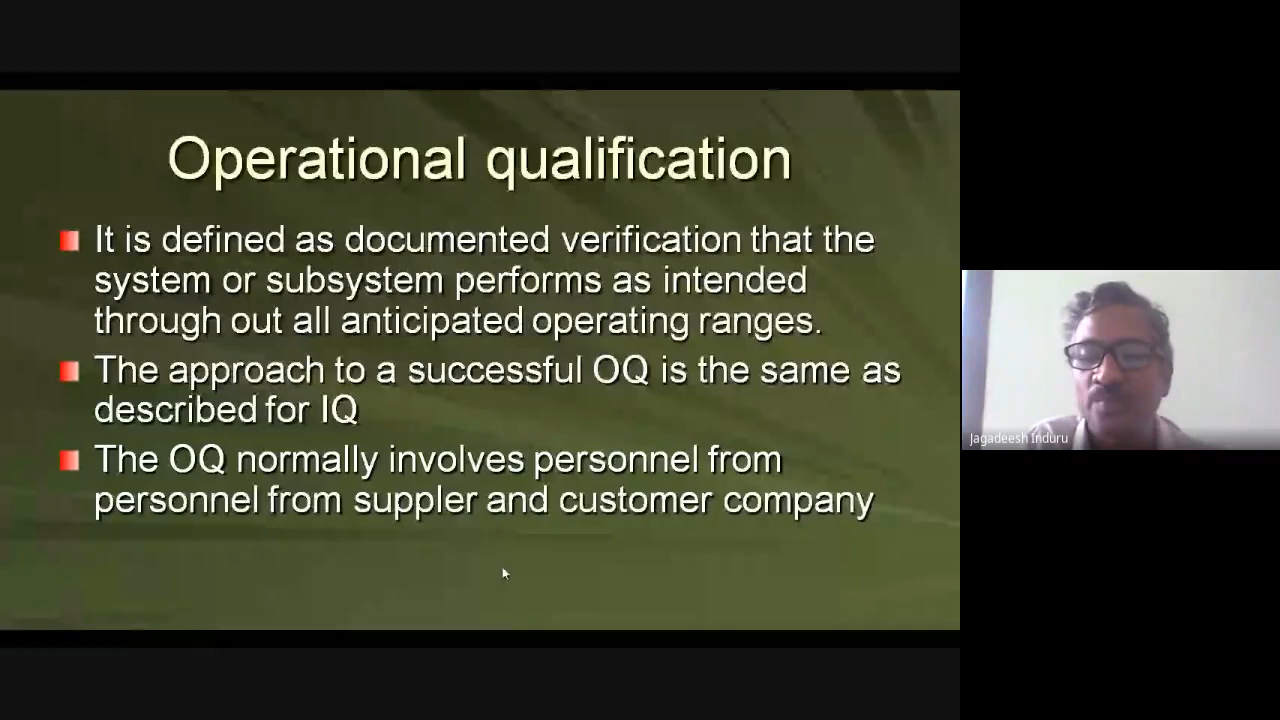 Operational qualification
It is defined as documented verification that the
system or subsystem performs as intended
through out all anticipated operating ranges.
The approach to a successful OQ is the same as
described for IQ
The OQ normally involves personnel from
personnel from suppler and customer company
Jagadeesh Induru